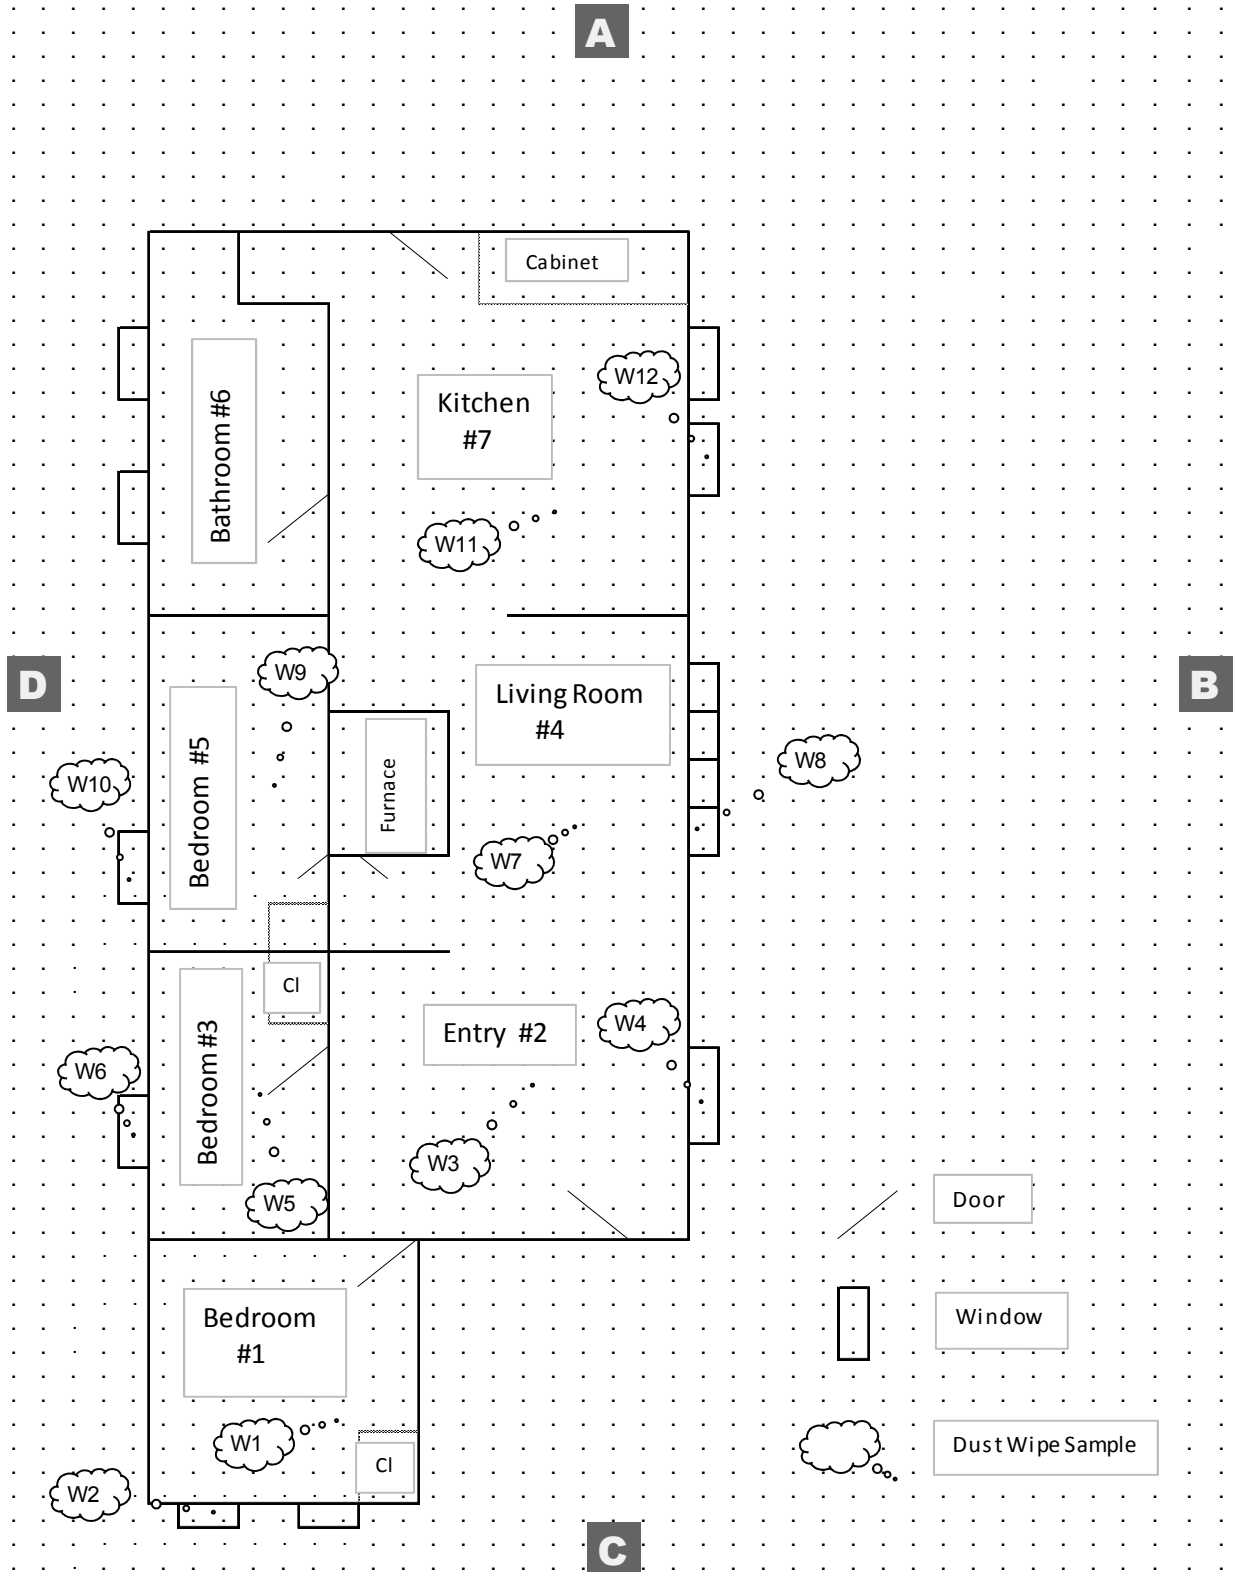 A
Cabinet
W12
Kitchen
#7
Bathroom #6
W11
W9
Living Room
#4
D
B
W10
Bedroom #5
Furnace
W8
W7
Cl
Entry #2
W4
W6
Bedroom #3
W3
W5
Door
Bedroom
#1
Window
W1
Cl
Dust Wipe Sample
W2
C